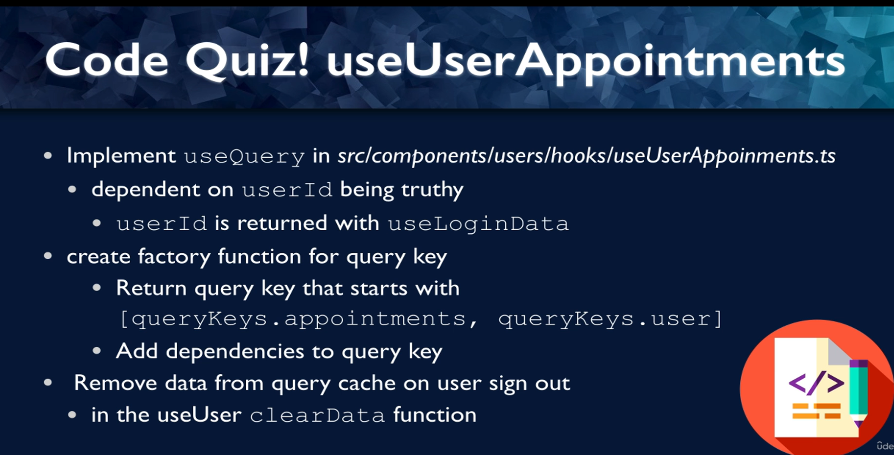 Code Quiz! useUserAppointments
• Implement useQuery in src/components/users/hooks/useUserAppoinments.ts
• dependent on userId being truthy
• userId is returned with useLoginData
• create factory function for query key
• Return query key that starts with
[queryKeys.appointments, queryKeys.user]
• Add dependencies to query key
• Remove data from query cache on user sign out
• in the useUser clearData function
</>